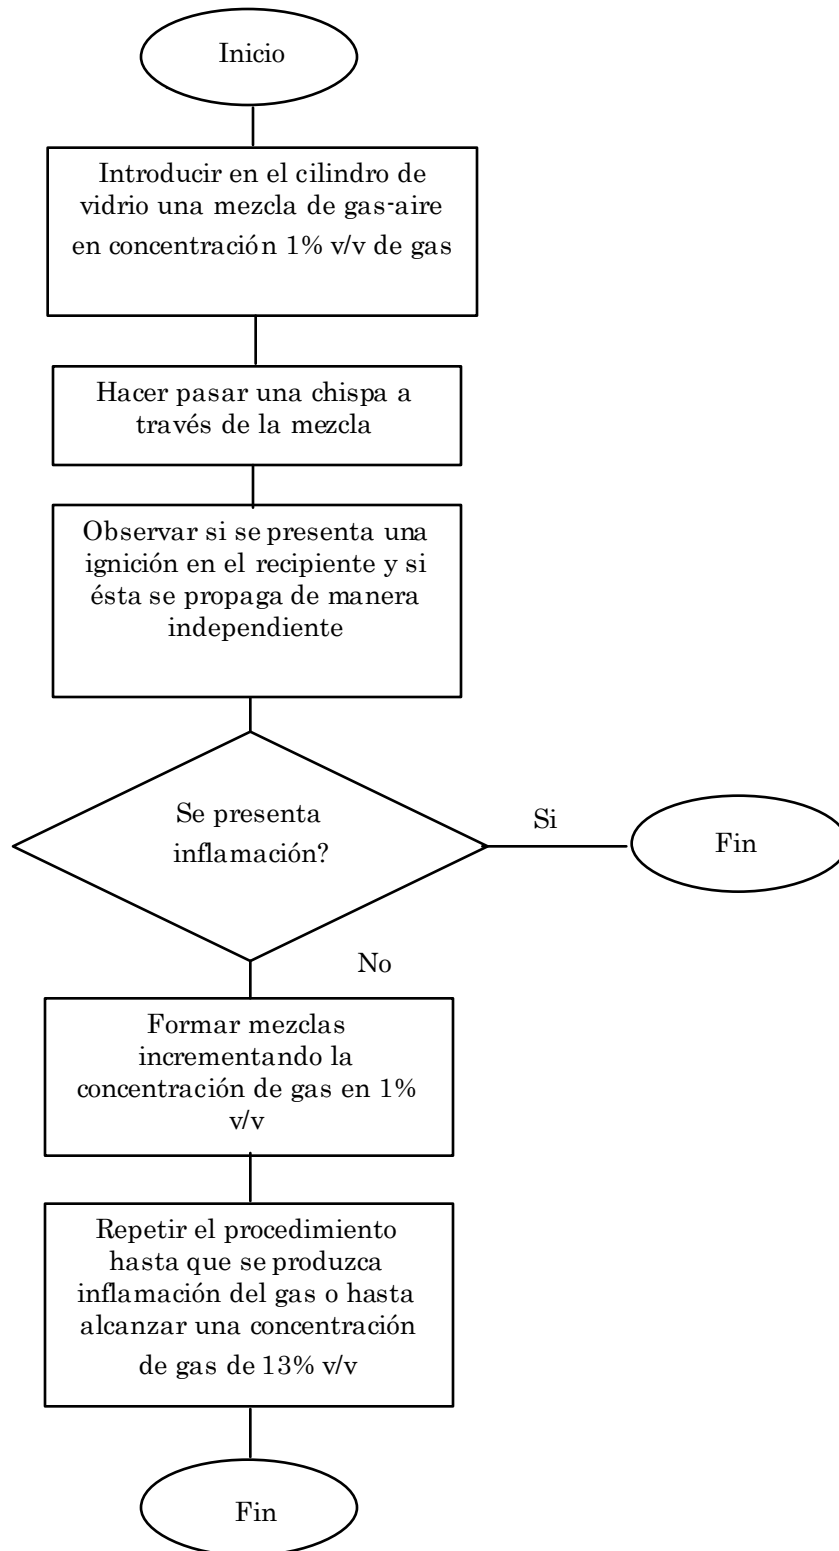 Inicio
Introducir en el cilindro de
vidrio una mezcla de gas-aire
en concentración 1% v/v de gas
Hacer pasar una chispa a
través de la mezcla
Observar si se presenta una
ignición en el recipiente y si
ésta se propaga de manera
independiente
Se presenta
inflamación?
Si
Fin
No
Formar mezclas
incrementando la
concentración de gas en 1%
v/v
Repetir el procedimiento
hasta que se produzca
inflamación del gas o hasta
alcanzar una concentración
de gas de 13% v/v
Fin